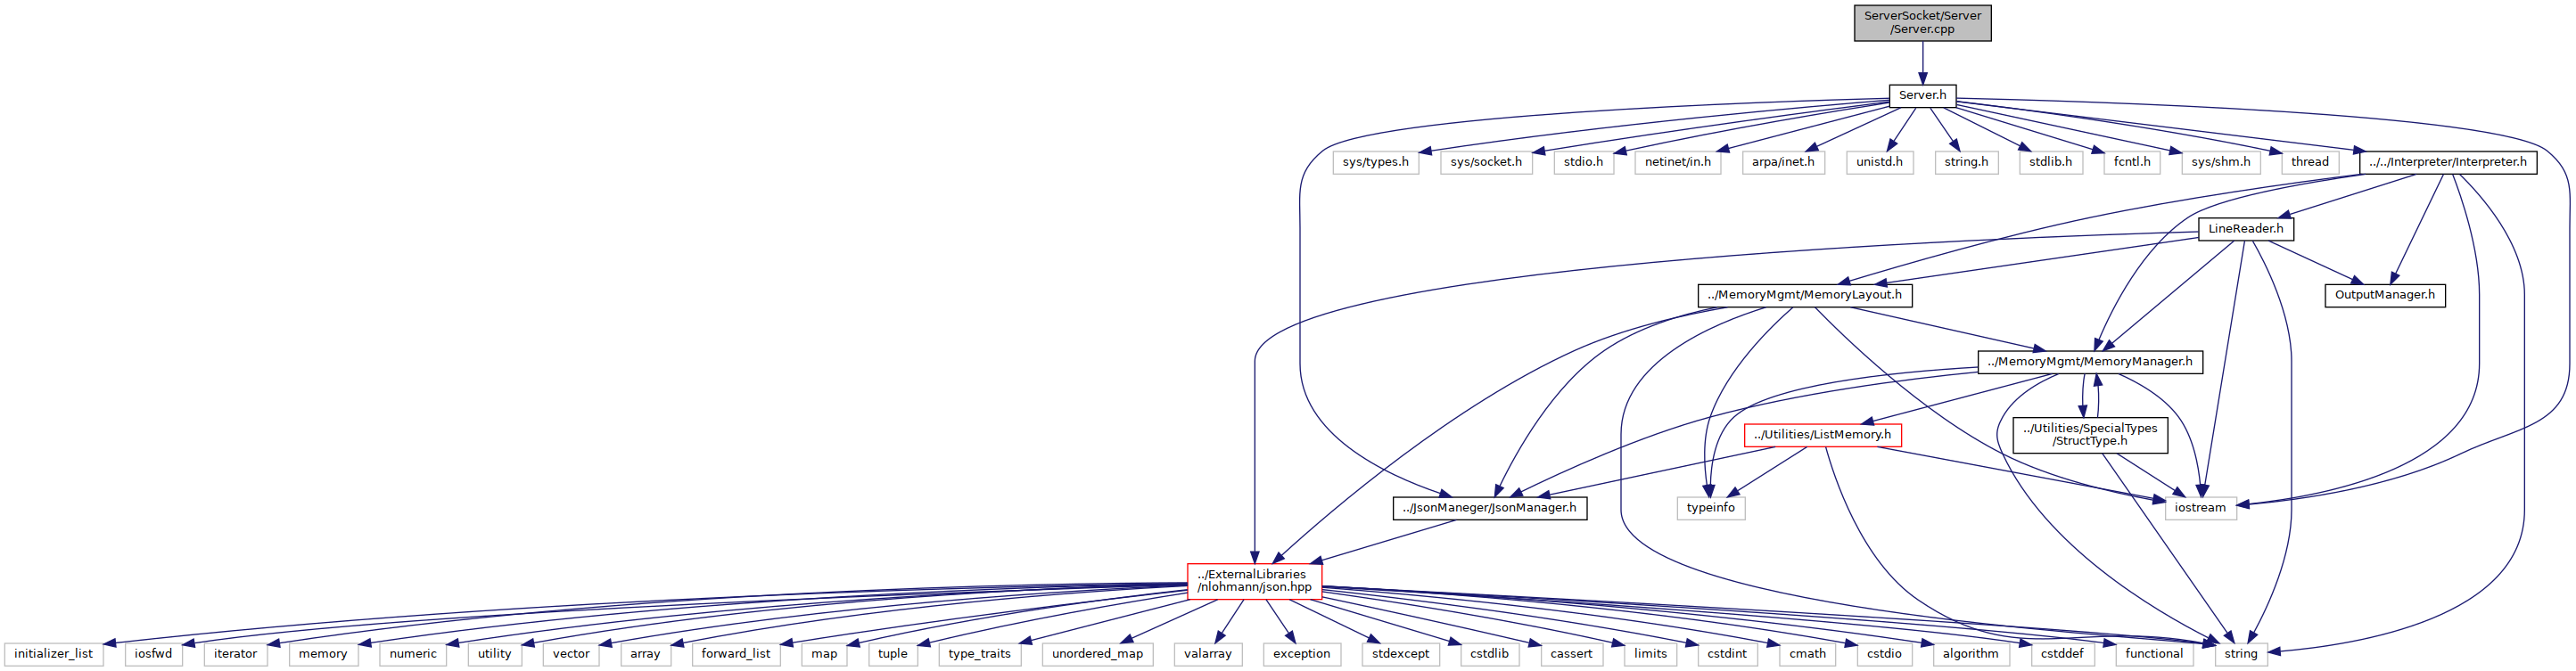 ServerSocket/Server
/Server.cpp
Server.h
sys/types.h
sys/socket.h
stdio.h
netinet/in.h
arpa/inet.h
unistd.h
string.h
stdlib.h
fcntl.h
sys/shm.h
thread
../../Interpreter/Interpreter.h
LineReader.h
../MemoryMgmt/MemoryLayout.h
OutputManager.h
../MemoryMgmt/MemoryManager.h
../Utilities/ListMemory.h
../Utilities/SpecialTypes
/StructType.h
../JsonManeger/JsonManager.h
typeinfo
iostream
../ExternalLibraries
/nlohmann/json.hpp
initializer_list
iosfwd
iterator
memory
numeric
utility
vector
array
forward_list
map
tuple
type_traits
unordered_map
valarray
exception
stdexcept
cstdlib
cassert
limits
cstdint
cmath
cstdio
algorithm
cstddef
functional
string